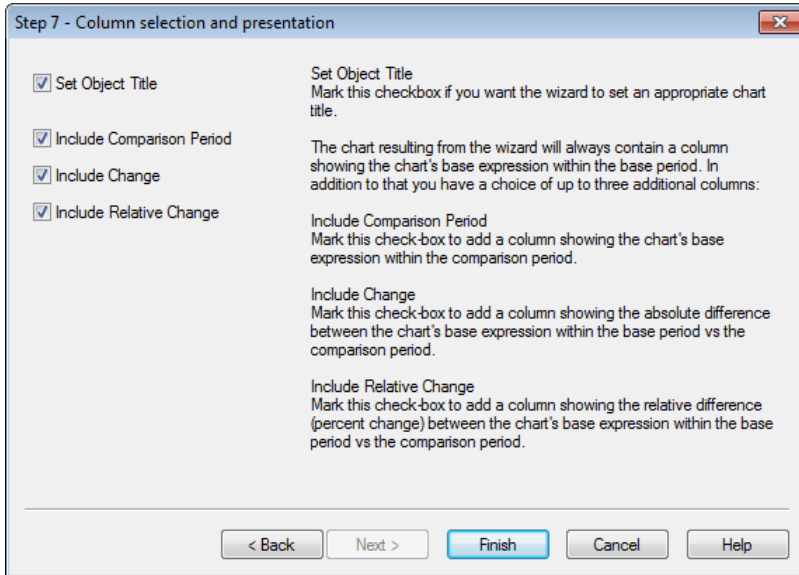 Step 7 - Column selection and presentation
Set Object Title
Include Comparison Period
Include Change
Include Relative Change
Set Object Title
Mark this checkbox if you want the wizard to set an appropriate chart
title.
The chart resulting from the wizard will always contain a column
showing the chart's base expression within the base period. In
addition to that you have a choice of up to three additional columns:
Include Comparison Period
Mark this check-box to add a column showing the chart's base
expression within the comparison period.
Include Change
Mark this check-box to add a column showing the absolute difference
between the chart's base expression within the base period vs the
comparison period.
Include Relative Change
Mark this check-box to add a column showing the relative difference
(percent change) between the chart's base expression within the base
period vs the comparison period.
< Back
Next >
Finish
Cancel
Help